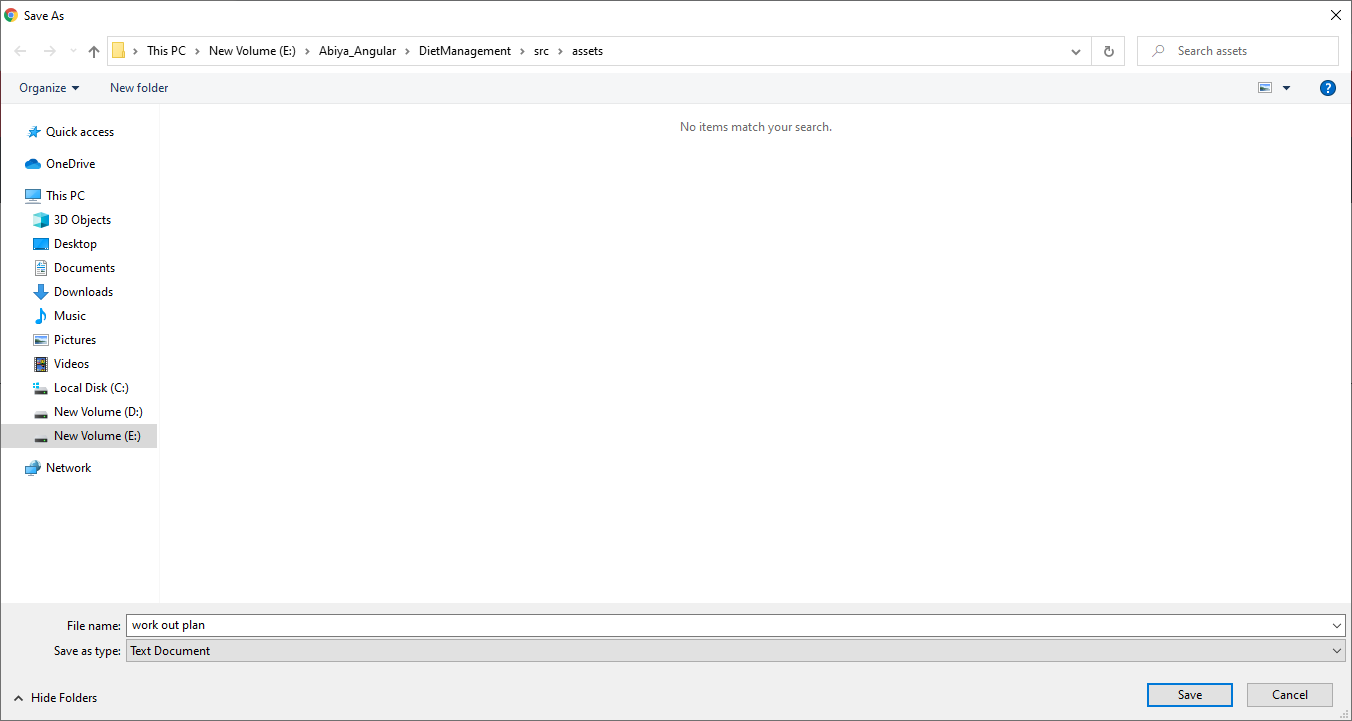 Save As
This PC > New Volume (E:) > Abiya_Angular > DietManagement > src > assets
Search assets
Organize
New folder
?
No items match your search.
Quick access
OneDrive
This PC
3D Objects
Desktop
Documents
Downloads
Music
Pictures
Videos
Local Disk (C:)
New Volume (D:)
New Volume (E:)
Network
File name: work out plan
Save as type: Text Document
Hide Folders
Save
Cancel